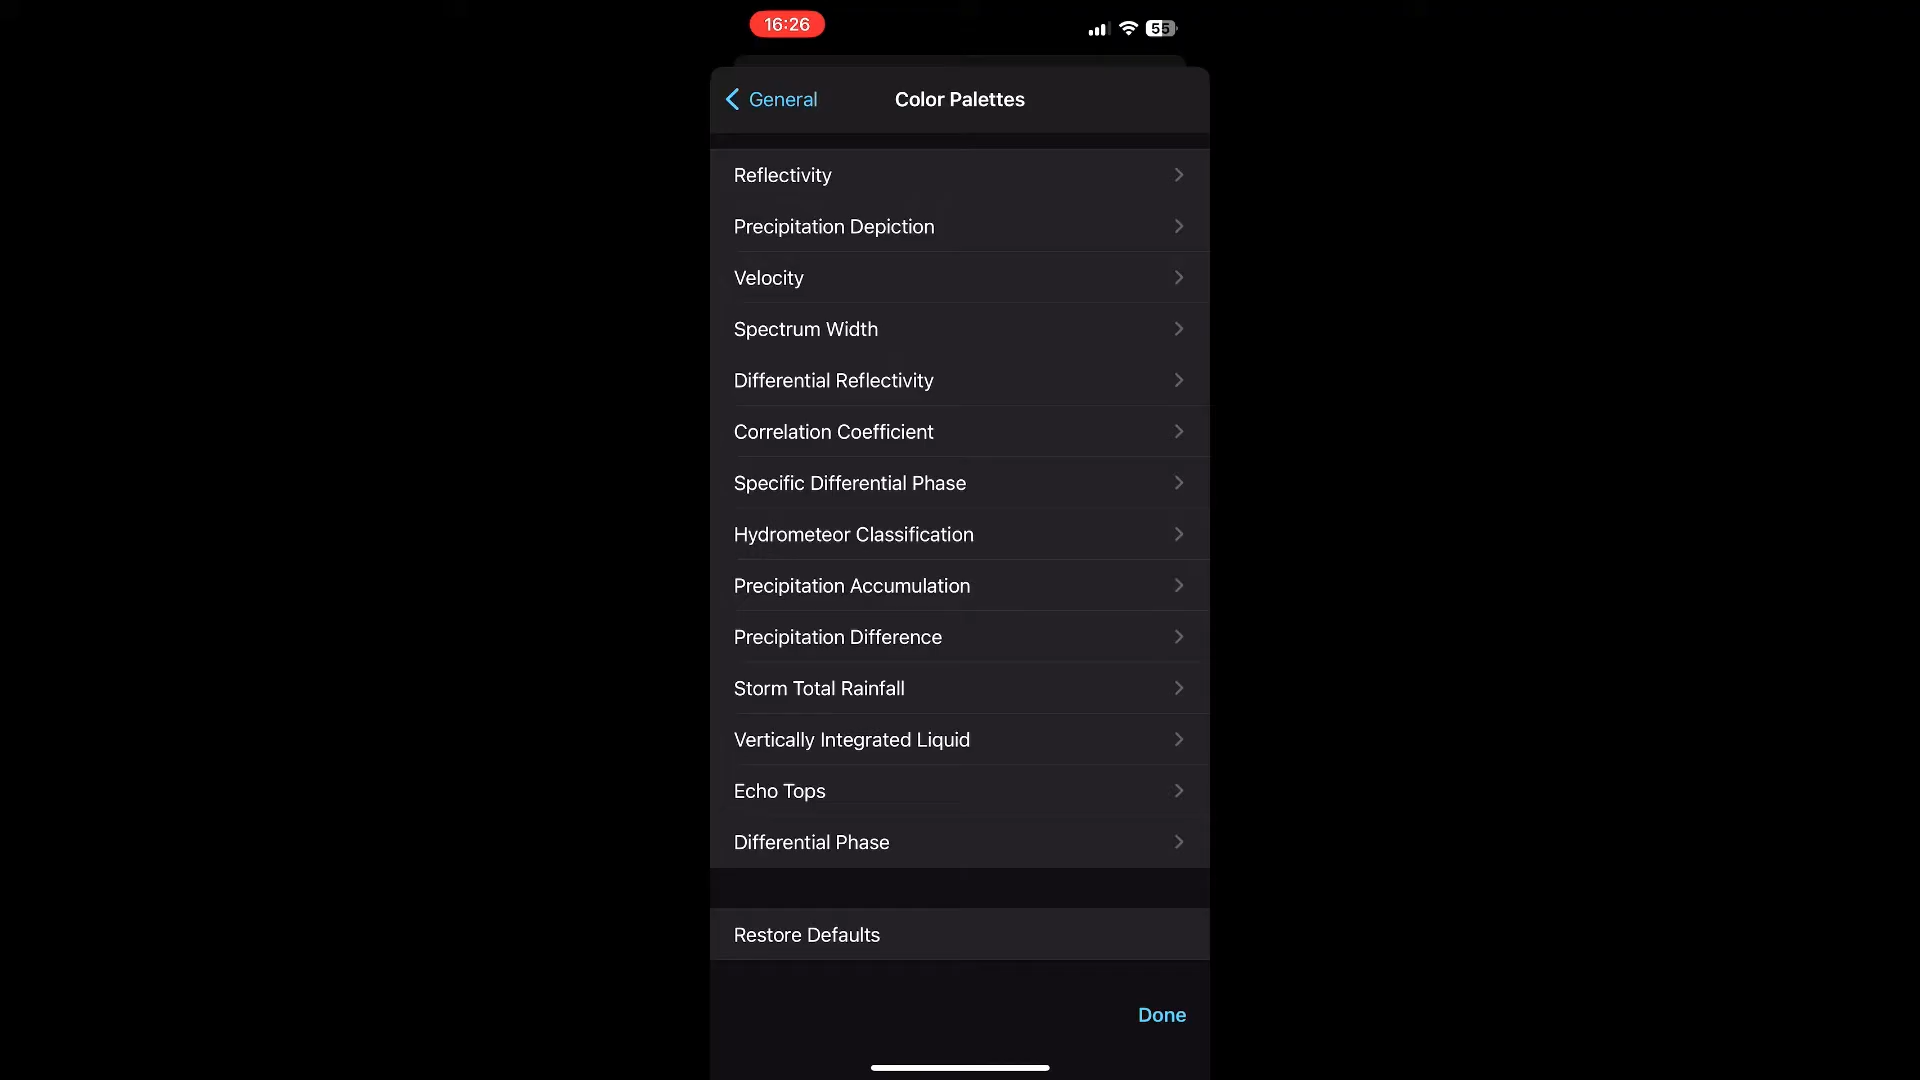 16:26
55
General
Color Palettes
Reflectivity
Precipitation Depiction
Velocity
Spectrum Width
Differential Reflectivity
Correlation Coefficient
Specific Differential Phase
Hydrometeor Classification
Precipitation Accumulation
Precipitation Difference
Storm Total Rainfall
Vertically Integrated Liquid
Echo Tops
Differential Phase
Restore Defaults
Done